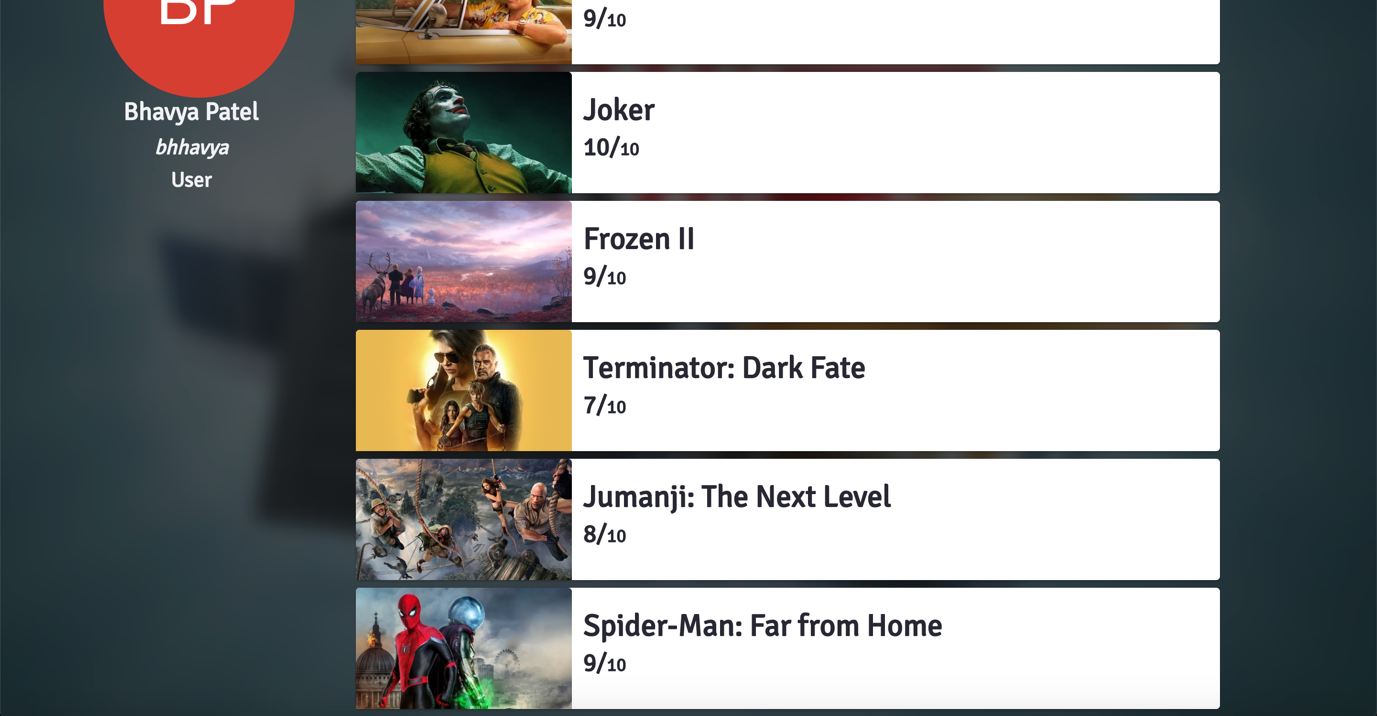 BP
Bhavya Patel
bhhavya
User
9/10
Joker
10/10
Frozen II
9/10
Terminator: Dark Fate
7/10
Jumanji: The Next Level
8/10
Spider-Man: Far from Home
9/10